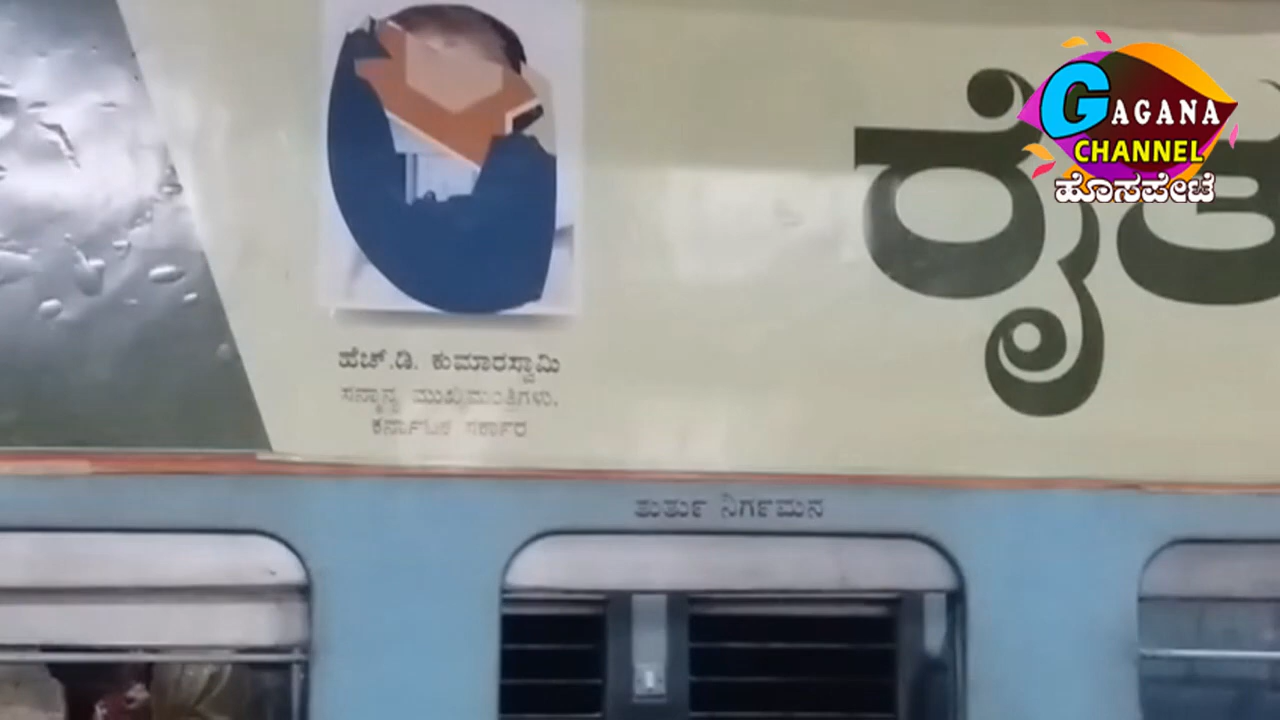 GAGANA
CHANNEL
ಹೊಸಪೇಟೆ
ರೈತ
ಹೆಚ್.ಡಿ. ಕುಮಾರಸ್ವಾಮಿ
ಸನ್ಮಾನ್ಯ ಮುಖ್ಯಮಂತ್ರಿಗಳು,
ಕರ್ನಾಟಕ ಸರ್ಕಾರ
ತುರ್ತು ನಿರ್ಗಮನ